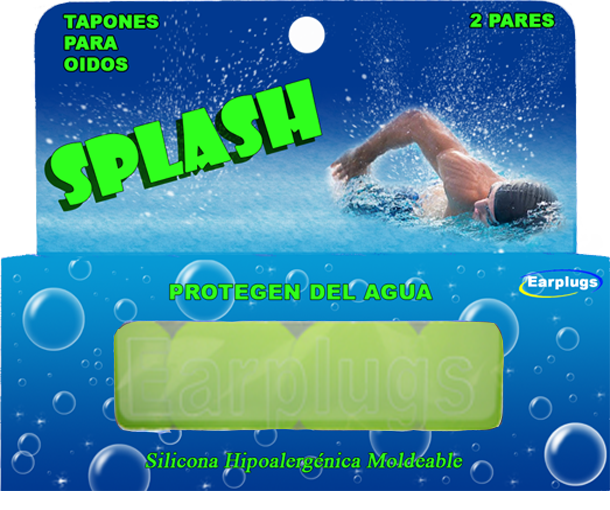 TAPONES
PARA
OIDOS
2 PARES
SPLASH
PROTEGEN DEL AGUA
Earplugs
Earplugs
Silicona Hipoalergénica Moldeable